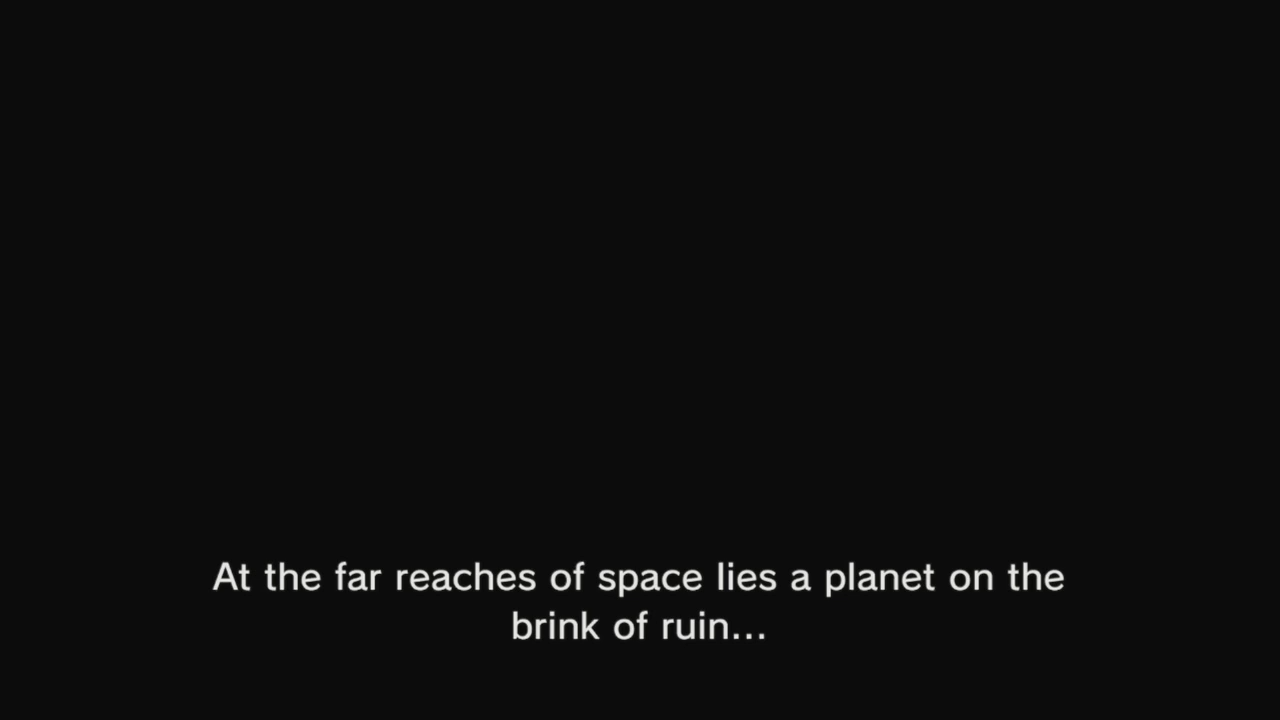 At the far reaches of space lies a planet on the
brink of ruin...